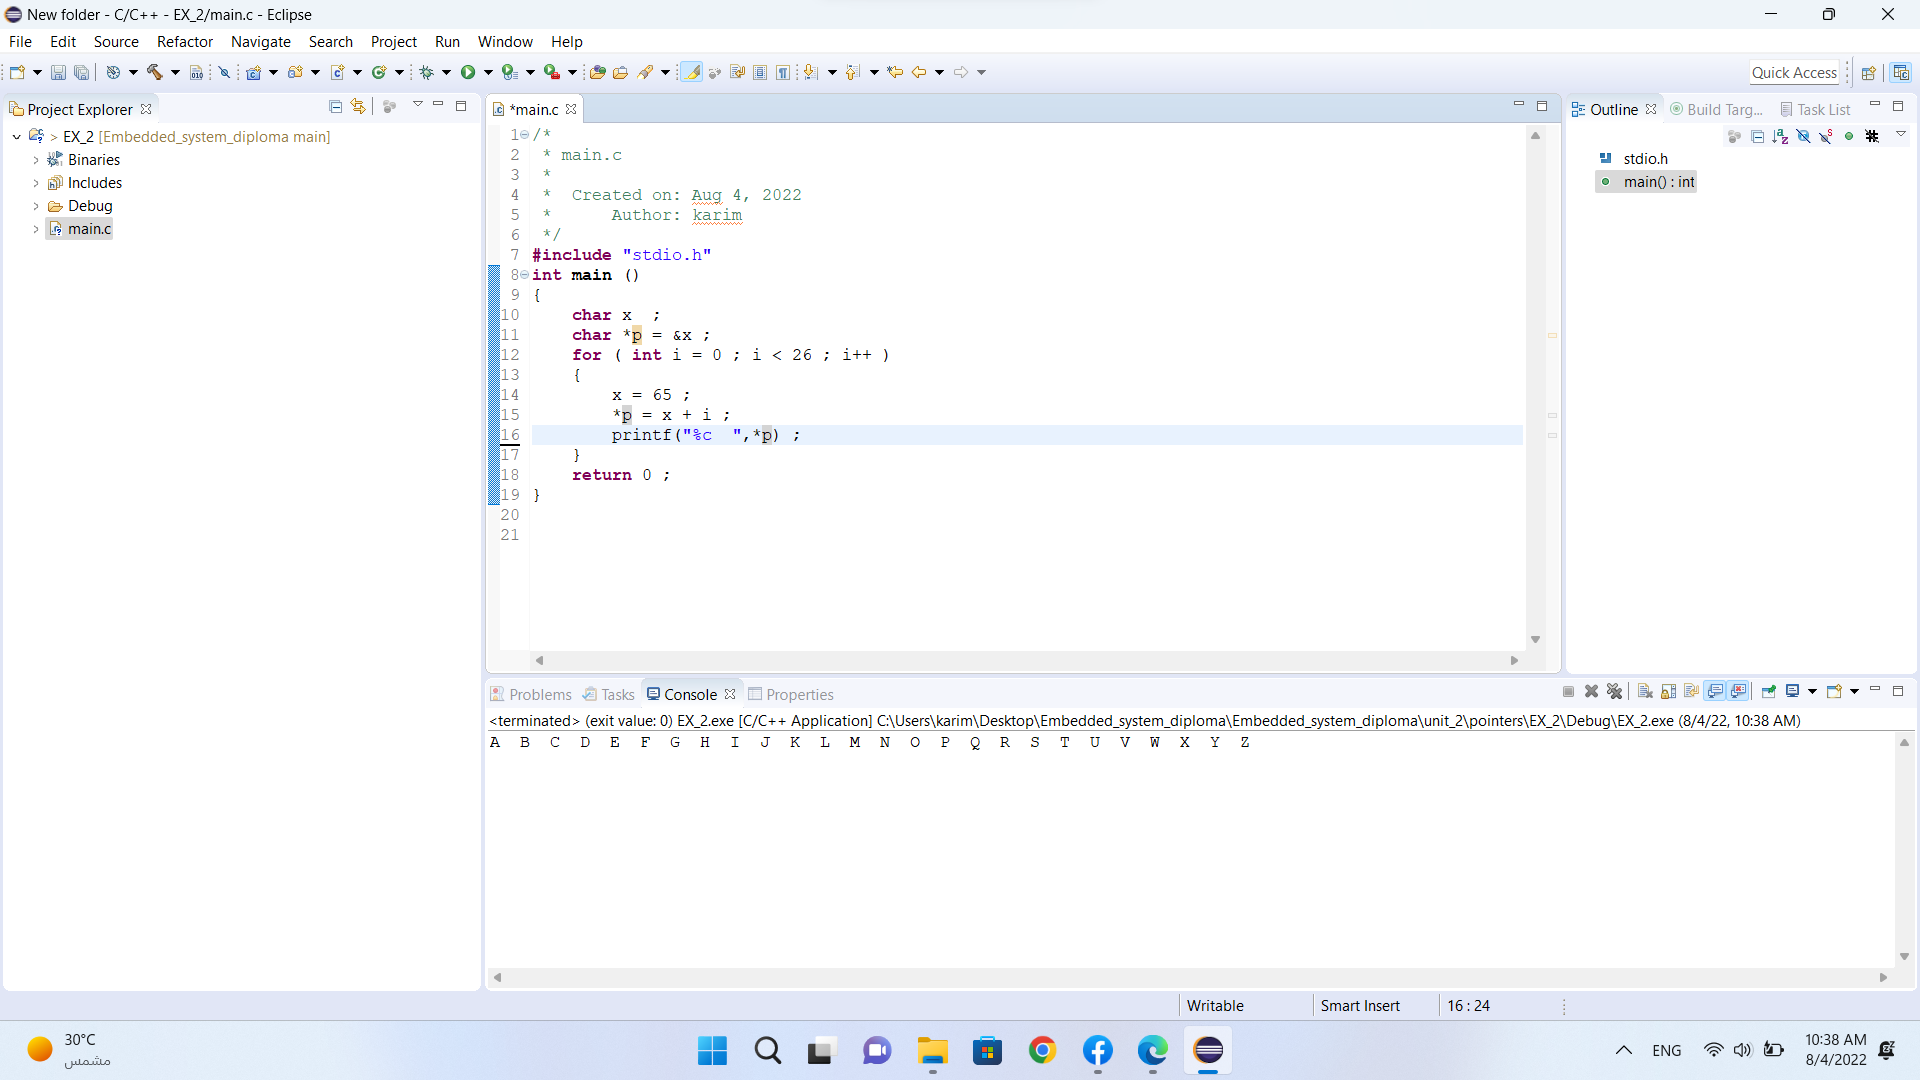 New folder - C/C++ - EX_2/main.c - Eclipse
File Edit Source Refactor Navigate Search Project Run Window Help
Quick Access
Project Explorer
> EX_2 [Embedded_system_diploma main]
Binaries
Includes
Debug
main.c
*main.c
1 /*
2  * main.c
3  *
4  *  Created on: Aug 4, 2022
5  *      Author: karim
6  */
7 #include "stdio.h"
8 int main ()
9 {
10     char x  ;
11     char *p = &x ;
12     for ( int i = 0 ; i < 26 ; i++ )
13     {
14         x = 65 ;
15         *p = x + i ;
16         printf("%c  ",*p) ;
17     }
18     return 0 ;
19 }
20
21
Outline Build Targ... Task List
stdio.h
main() : int
Problems Tasks Console Properties
<terminated> (exit value: 0) EX_2.exe [C/C++ Application] C:\Users\karim\Desktop\Embedded_system_diploma\Embedded_system_diploma\unit_2\pointers\EX_2\Debug\EX_2.exe (8/4/22, 10:38 AM)
A  B  C  D  E  F  G  H  I  J  K  L  M  N  O  P  Q  R  S  T  U  V  W  X  Y  Z
Writable Smart Insert 16 : 24
30°C
مشمس
ENG
10:38 AM
8/4/2022